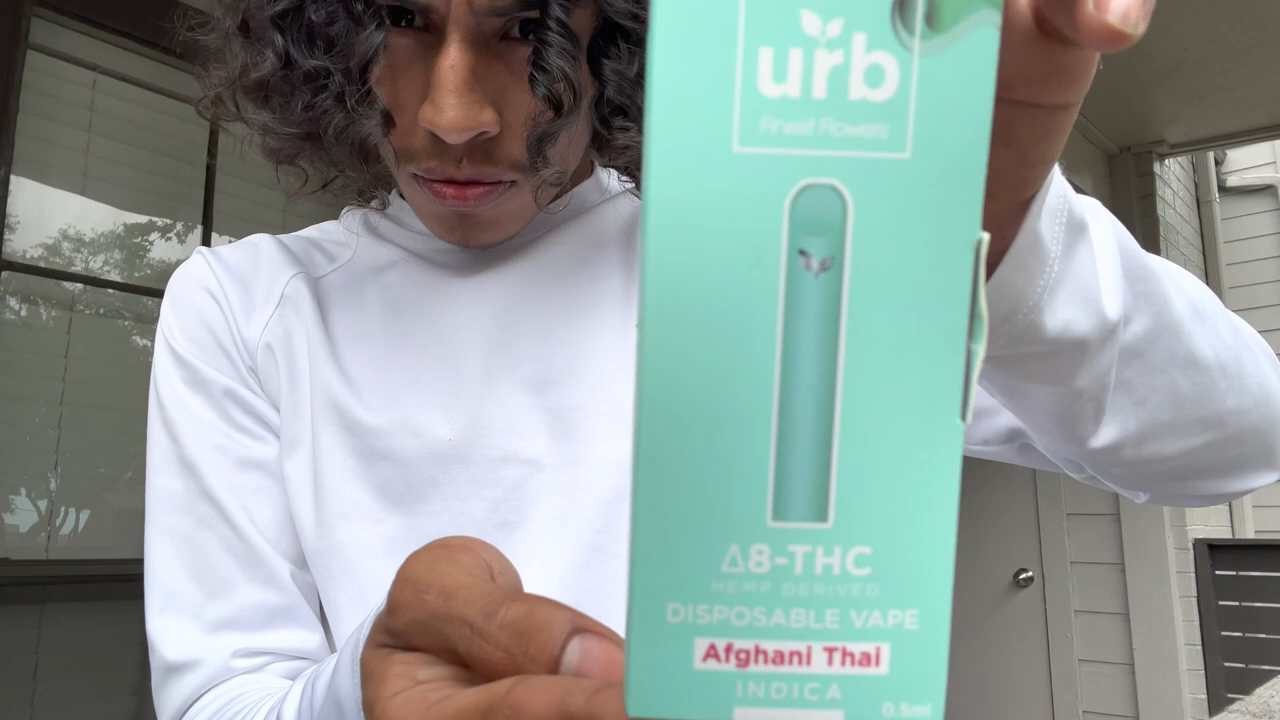 urb
Finest Flowers
Δ8-THC
HEMP DERIVED
DISPOSABLE VAPE
Afghani Thai
INDICA
0.5ml